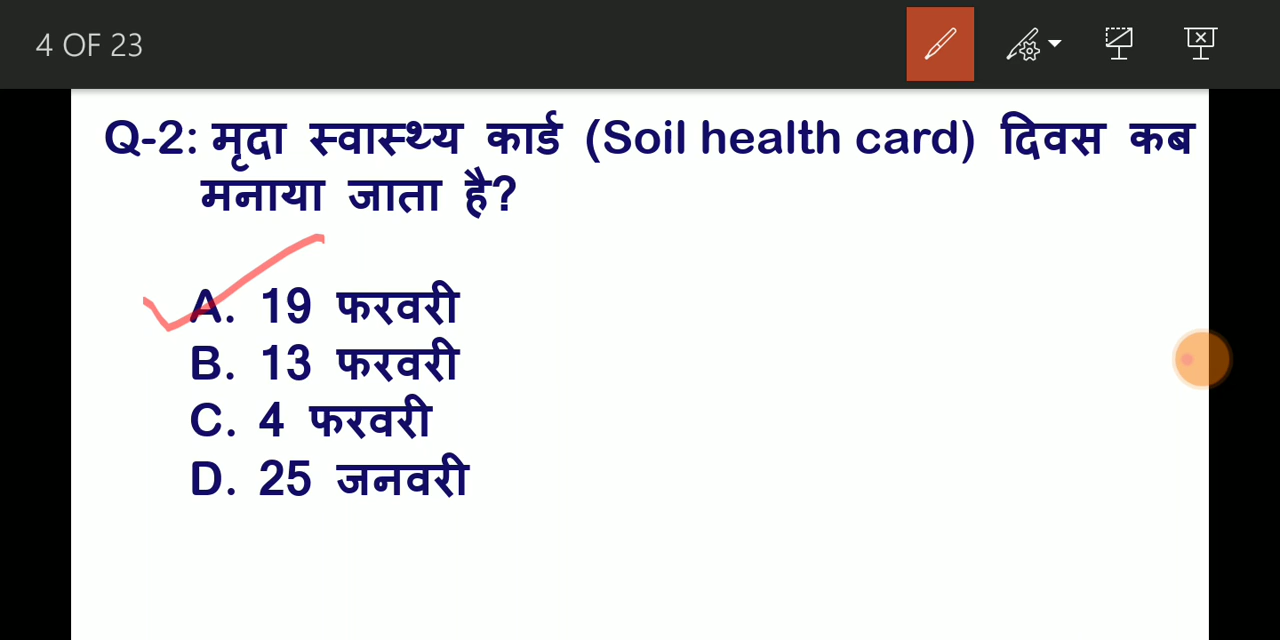 4 OF 23
Q-2: मृदा स्वास्थ्य कार्ड (Soil health card) दिवस कब
मनाया जाता है?
A. 19 फरवरी
B. 13 फरवरी
C. 4 फरवरी
D. 25 जनवरी